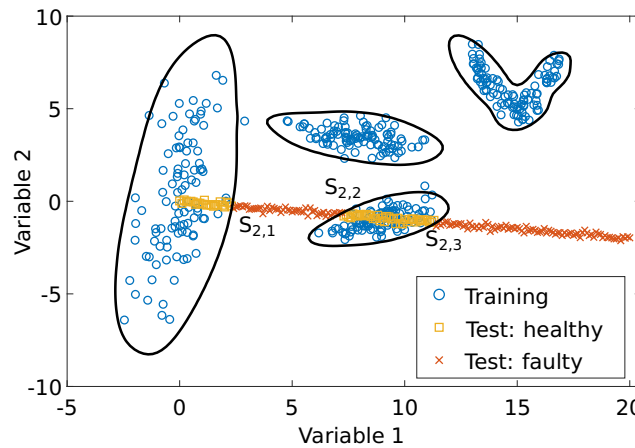 10
5
0
-5
-10
-5
0
5
10
15
20
Variable 2
Variable 1
S2,2
S2,1
S2,3
Training
Test: healthy
Test: faulty